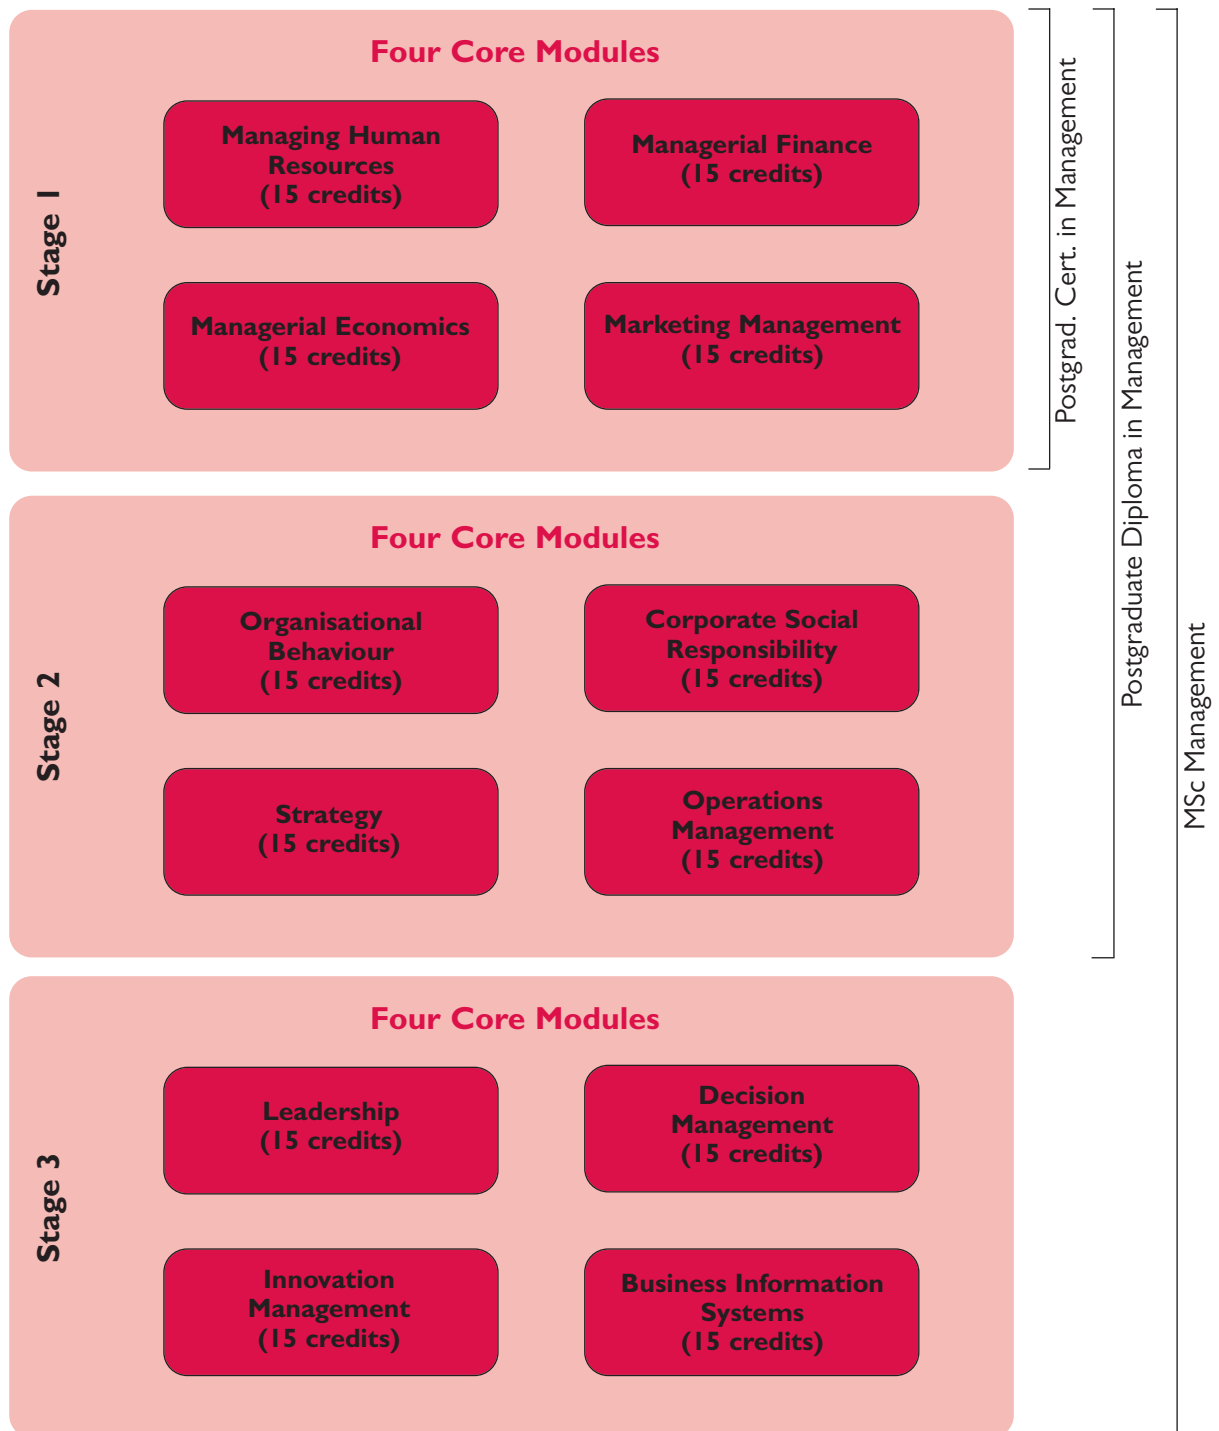 Four Core Modules
Stage 1
Managing Human
Resources
(15 credits)
Managerial Finance
(15 credits)
Managerial Economics
(15 credits)
Marketing Management
(15 credits)
Four Core Modules
Stage 2
Organisational
Behaviour
(15 credits)
Corporate Social
Responsibility
(15 credits)
Strategy
(15 credits)
Operations
Management
(15 credits)
Four Core Modules
Stage 3
Leadership
(15 credits)
Decision
Management
(15 credits)
Innovation
Management
(15 credits)
Business Information
Systems
(15 credits)
Postgrad. Cert. in Management
Postgraduate Diploma in Management
MSc Management